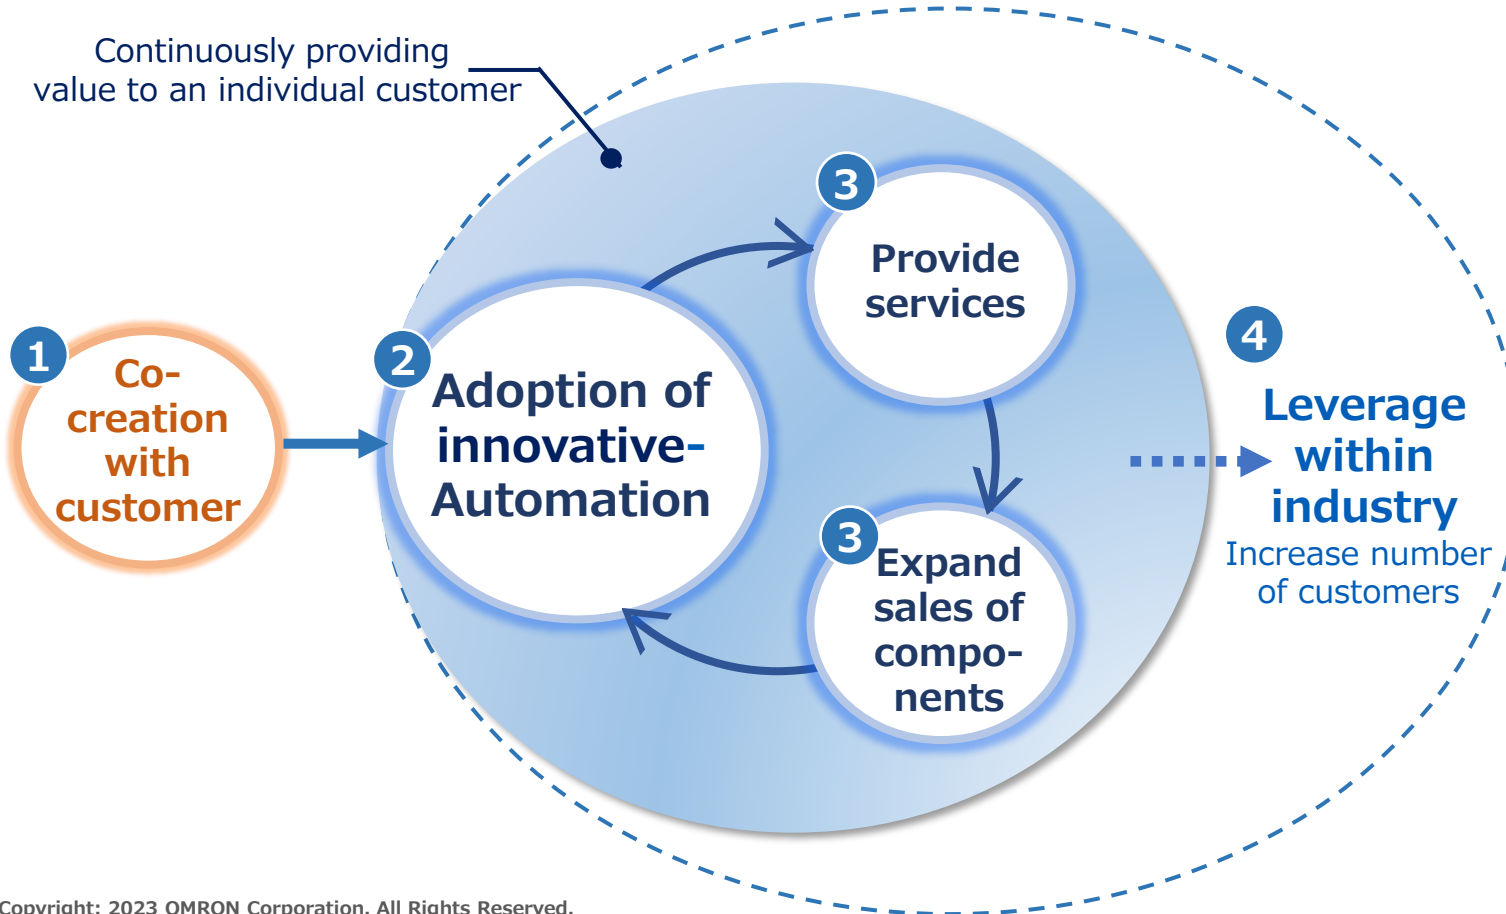 Continuously providing
value to an individual customer
1
Co-
creation
with
customer
2
Adoption of
innovative-
Automation
3
Provide
services
3
Expand
sales of
compo-
nents
4
Leverage
within
industry
Increase number
of customers
Copyright: 2023 OMRON Corporation. All Rights Reserved.